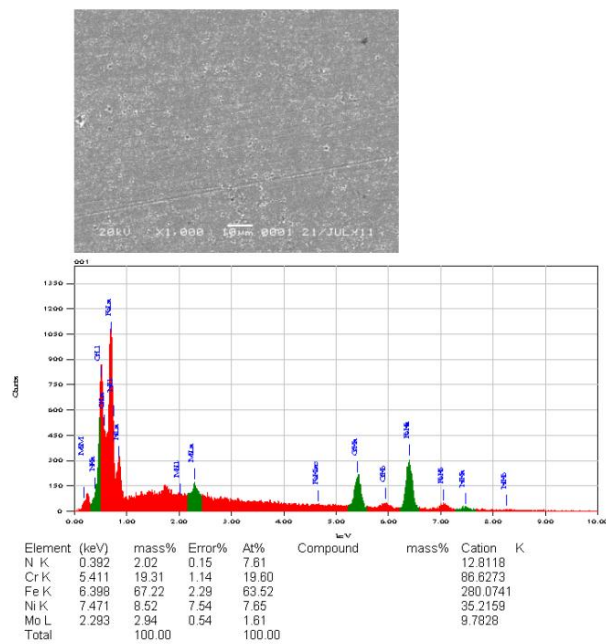 20kV X1,000 10µm 0001 21/JUL/11
001
Counts
1350
1200
1050
900
750
600
450
300
150
0
0.00 1.00 2.00 3.00 4.00 5.00 6.00 7.00 8.00 9.00 10.00
keV
Element (keV) mass% Error% At% Compound mass% Cation K
N K 0.392 2.02 0.15 7.61 12.8118
Cr K 5.411 19.31 1.14 19.60 86.6273
Fe K 6.398 67.22 2.29 63.52 280.0741
Ni K 7.471 8.52 7.54 7.65 35.2159
Mo L 2.293 2.94 0.54 1.61 9.7828
Total 100.00 100.00